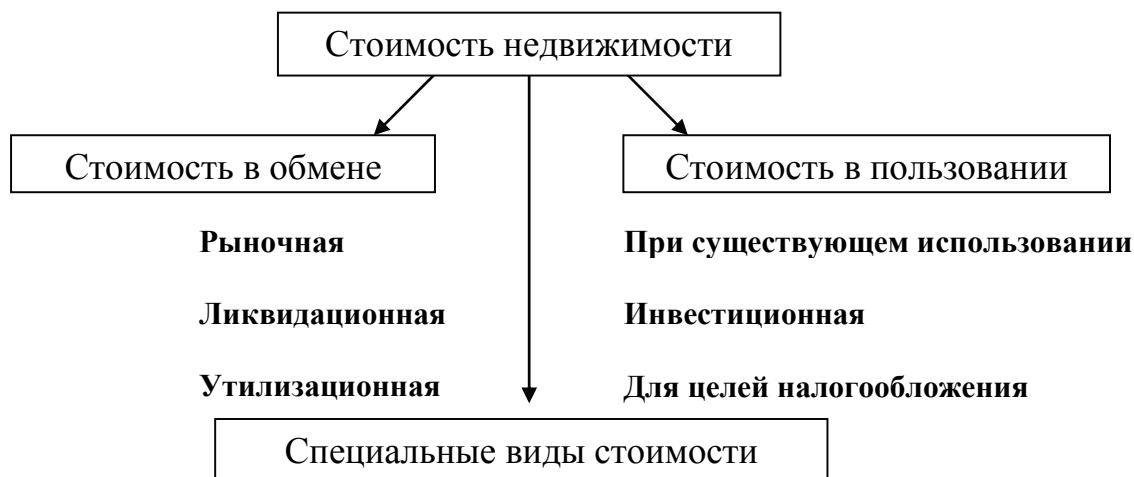 Стоимость недвижимости
Стоимость в обмене
Стоимость в пользовании
Рыночная
При существующем использовании
Ликвидационная
Инвестиционная
Утилизационная
Для целей налогообложения
Специальные виды стоимости